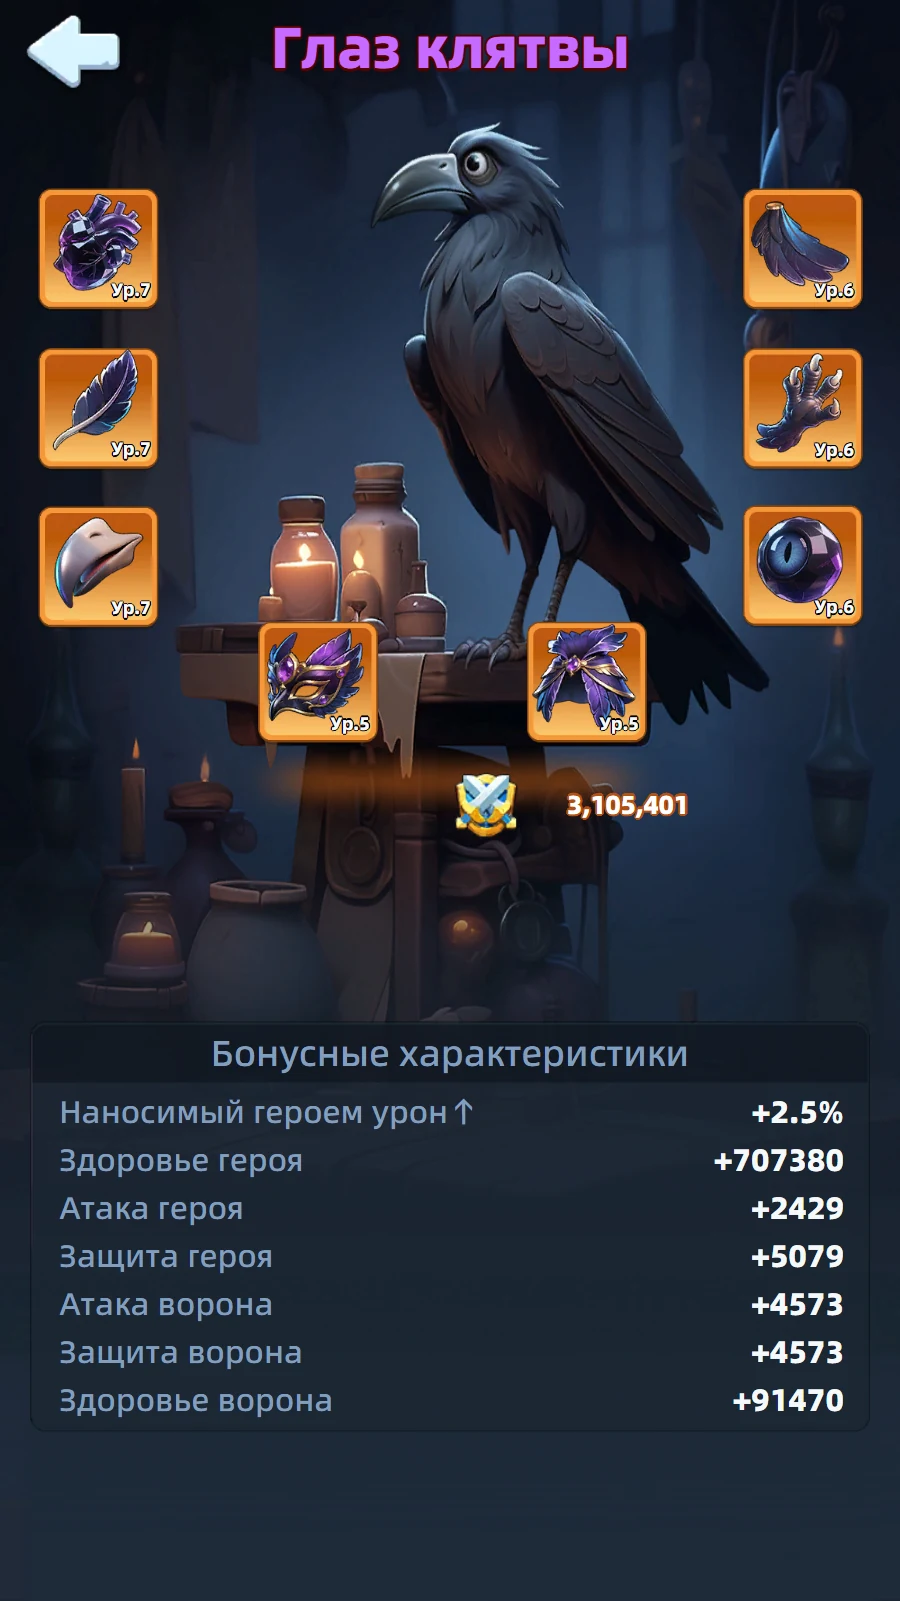 Глаз клятвы
Ур.7
Ур.6
Ур.7
Ур.6
Ур.7
Ур.6
Ур.5
Ур.5
3,105,401
Бонусные характеристики
Наносимый героем урон↑ +2.5%
Здоровье героя +707380
Атака героя +2429
Защита героя +5079
Атака ворона +4573
Защита ворона +4573
Здоровье ворона +91470